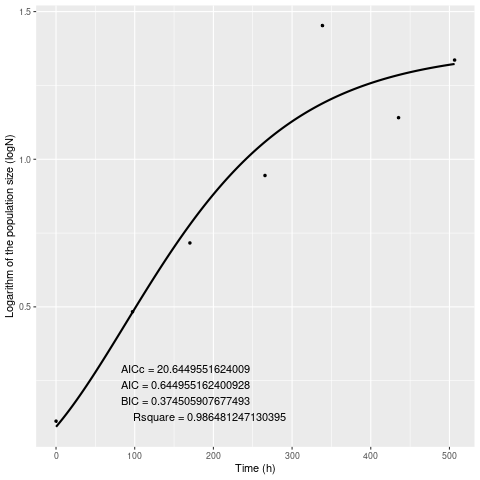 1.5
1.0
0.5
Logarithm of the population size (logN)
AICc = 20.6449551624009
AIC = 0.644955162400928
BIC = 0.374505907677493
Rsquare = 0.986481247130395
0 100 200 300 400 500
Time (h)